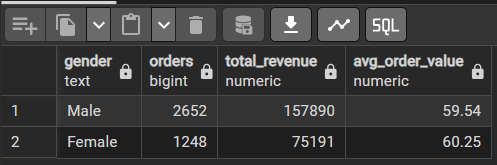 SQL
gender orders total_revenue avg_order_value
text bigint numeric numeric
1 Male 2652 157890 59.54
2 Female 1248 75191 60.25